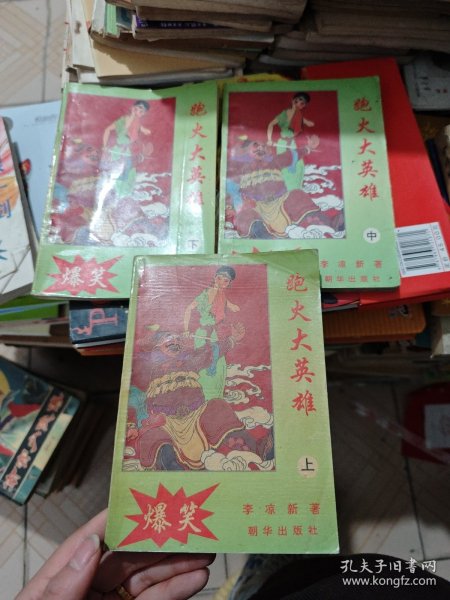 跑火大英雄
下
爆笑
跑火大英雄
中
李凉新著
朝华出版社
跑火大英雄
上
爆笑
李凉新著
朝华出版社
孔夫子旧书网
www.kongfz.com